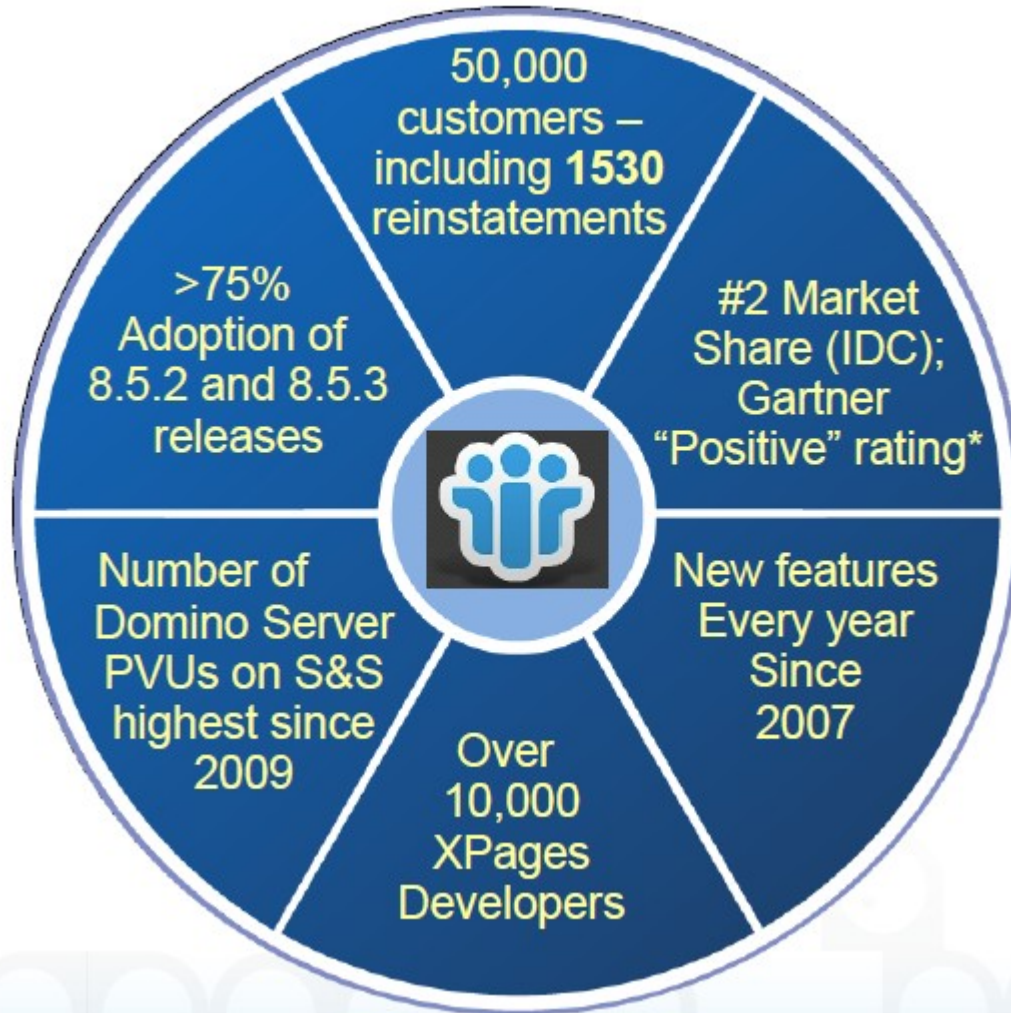 50,000
customers –
including 1530
reinstatements
#2 Market
Share (IDC);
Gartner
“Positive” rating*
New features
Every year
Since
2007
Over
10,000
XPages
Developers
Number of
Domino Server
PVUs on S&S
highest since
2009
>75%
Adoption of
8.5.2 and 8.5.3
releases